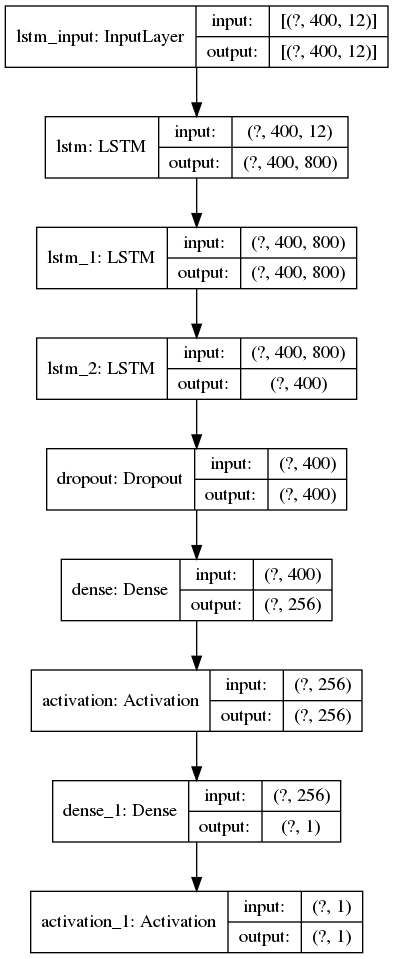 lstm_input: InputLayer
input: [(?, 400, 12)]
output: [(?, 400, 12)]
lstm: LSTM
input: (?, 400, 12)
output: (?, 400, 800)
lstm_1: LSTM
input: (?, 400, 800)
output: (?, 400, 800)
lstm_2: LSTM
input: (?, 400, 800)
output: (?, 400)
dropout: Dropout
input: (?, 400)
output: (?, 400)
dense: Dense
input: (?, 400)
output: (?, 256)
activation: Activation
input: (?, 256)
output: (?, 256)
dense_1: Dense
input: (?, 256)
output: (?, 1)
activation_1: Activation
input: (?, 1)
output: (?, 1)